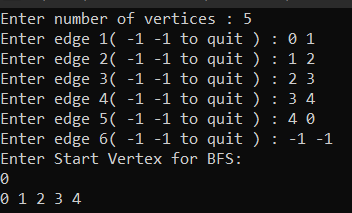 Enter number of vertices : 5
Enter edge 1( -1 -1 to quit ) : 0 1
Enter edge 2( -1 -1 to quit ) : 1 2
Enter edge 3( -1 -1 to quit ) : 2 3
Enter edge 4( -1 -1 to quit ) : 3 4
Enter edge 5( -1 -1 to quit ) : 4 0
Enter edge 6( -1 -1 to quit ) : -1 -1
Enter Start Vertex for BFS:
0
0 1 2 3 4